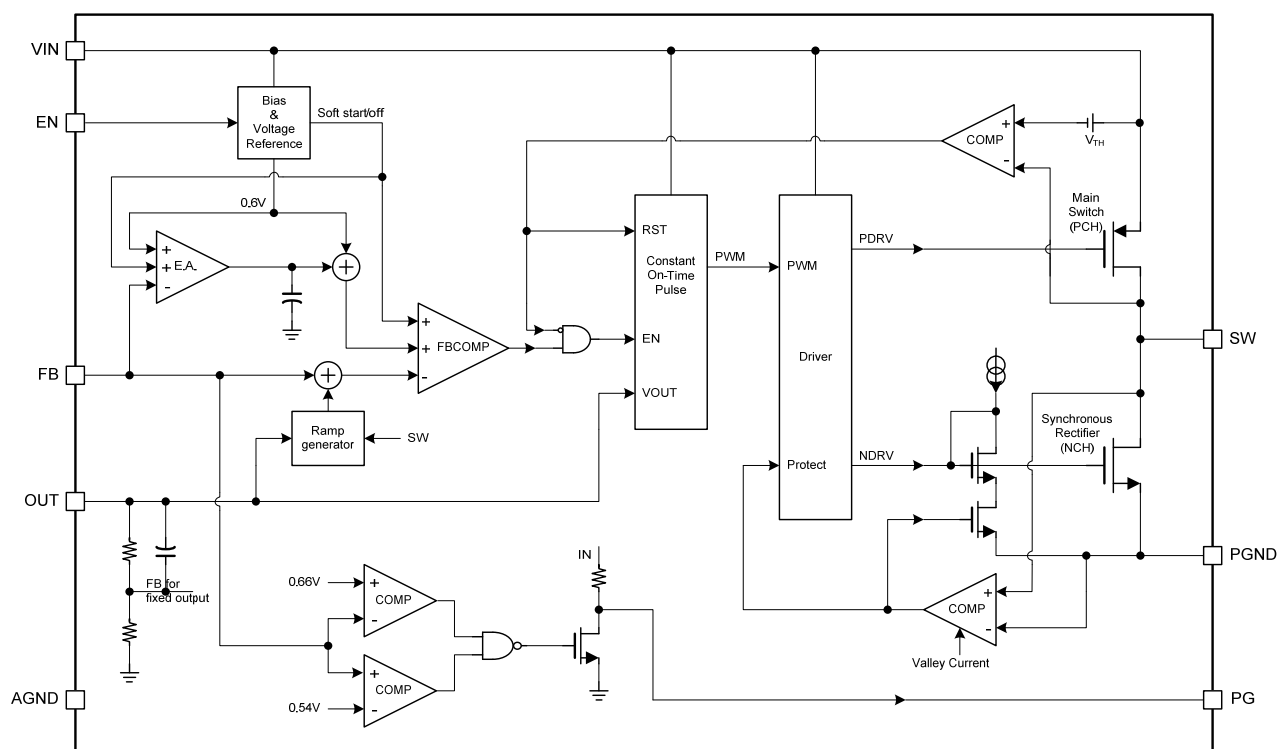 VIN
EN
Bias
&
Voltage
Reference
Soft start/off
0.6V
+
+
-
E.A.
+
FB
+
Ramp
generator
SW
+
+
-
FBCOMP
RST
Constant
On-Time
Pulse
EN
VOUT
PWM
PWM
Driver
Protect
PDRV
NDRV
COMP
+
-
VTH
Main
Switch
(PCH)
SW
Synchronous
Rectifier
(NCH)
PGND
COMP
+
-
Valley Current
OUT
FB for
fixed output
AGND
0.66V
+
-
COMP
+
-
COMP
0.54V
IN
PG